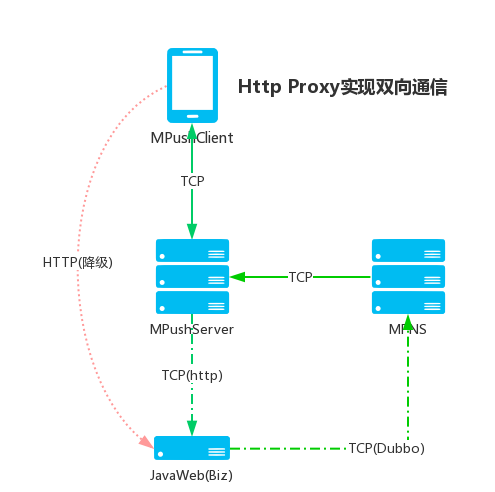 Http Proxy实现双向通信
MPushClient
TCP
HTTP(降级)
TCP
MPushServer
MPNS
TCP(http)
TCP(Dubbo)
JavaWeb(Biz)